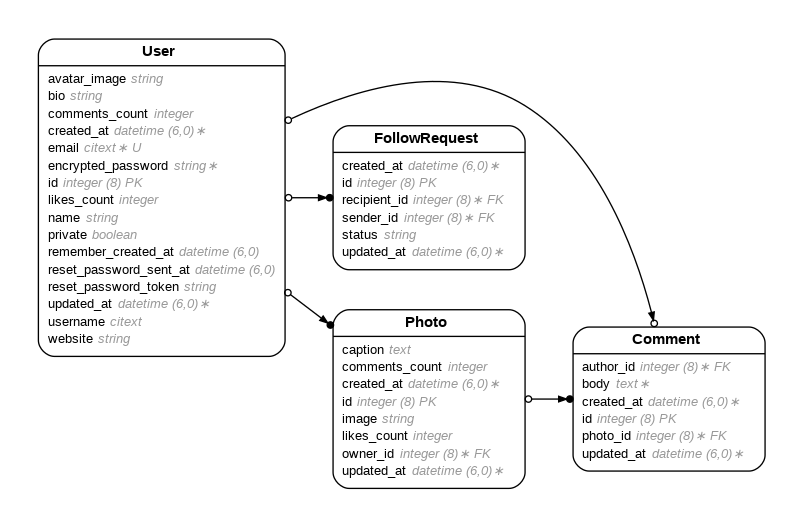 User
avatar_image string
bio string
comments_count integer
created_at datetime (6,0)∗
email citext∗ U
encrypted_password string∗
id integer (8) PK
likes_count integer
name string
private boolean
remember_created_at datetime (6,0)
reset_password_sent_at datetime (6,0)
reset_password_token string
updated_at datetime (6,0)∗
username citext
website string
FollowRequest
created_at datetime (6,0)∗
id integer (8) PK
recipient_id integer (8)∗ FK
sender_id integer (8)∗ FK
status string
updated_at datetime (6,0)∗
Photo
caption text
comments_count integer
created_at datetime (6,0)∗
id integer (8) PK
image string
likes_count integer
owner_id integer (8)∗ FK
updated_at datetime (6,0)∗
Comment
author_id integer (8)∗ FK
body text∗
created_at datetime (6,0)∗
id integer (8) PK
photo_id integer (8)∗ FK
updated_at datetime (6,0)∗